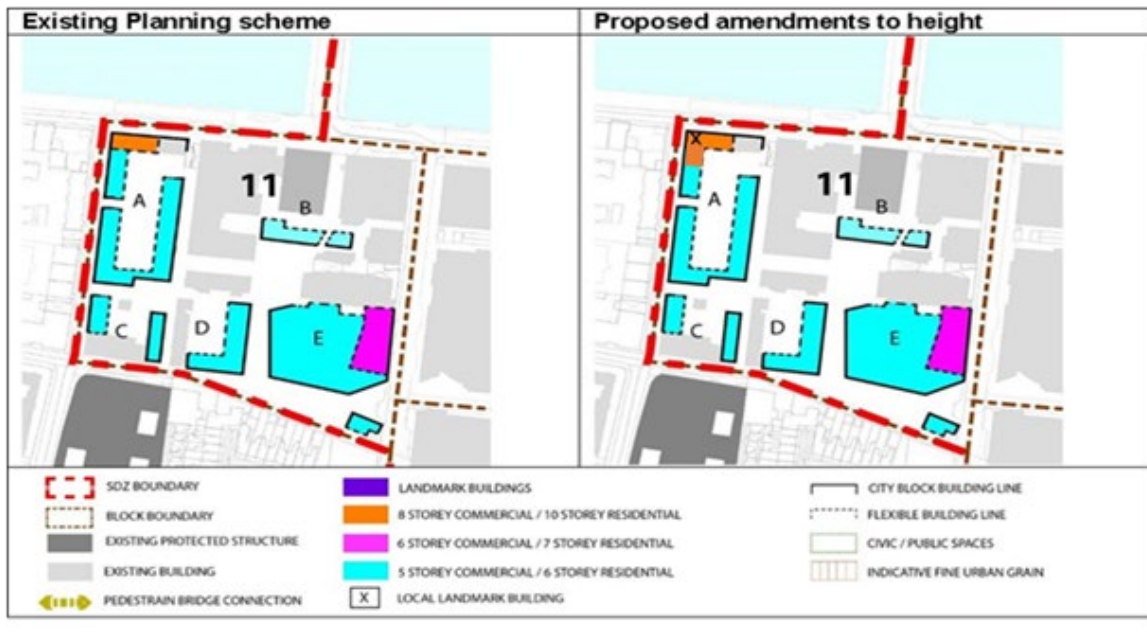 Existing Planning scheme
Proposed amendments to height
11
A
B
C
D
E
X
11
A
B
C
D
E
SDZ BOUNDARY
BLOCK BOUNDARY
EXISTING PROTECTED STRUCTURE
EXISTING BUILDING
PEDESTRAIN BRIDGE CONNECTION
LANDMARK BUILDINGS
8 STOREY COMMERCIAL / 10 STOREY RESIDENTIAL
6 STOREY COMMERCIAL / 7 STOREY RESIDENTIAL
5 STOREY COMMERCIAL / 6 STOREY RESIDENTIAL
X LOCAL LANDMARK BUILDING
CITY BLOCK BUILDING LINE
FLEXIBLE BUILDING LINE
CIVIC / PUBLIC SPACES
INDICATIVE FINE URBAN GRAIN